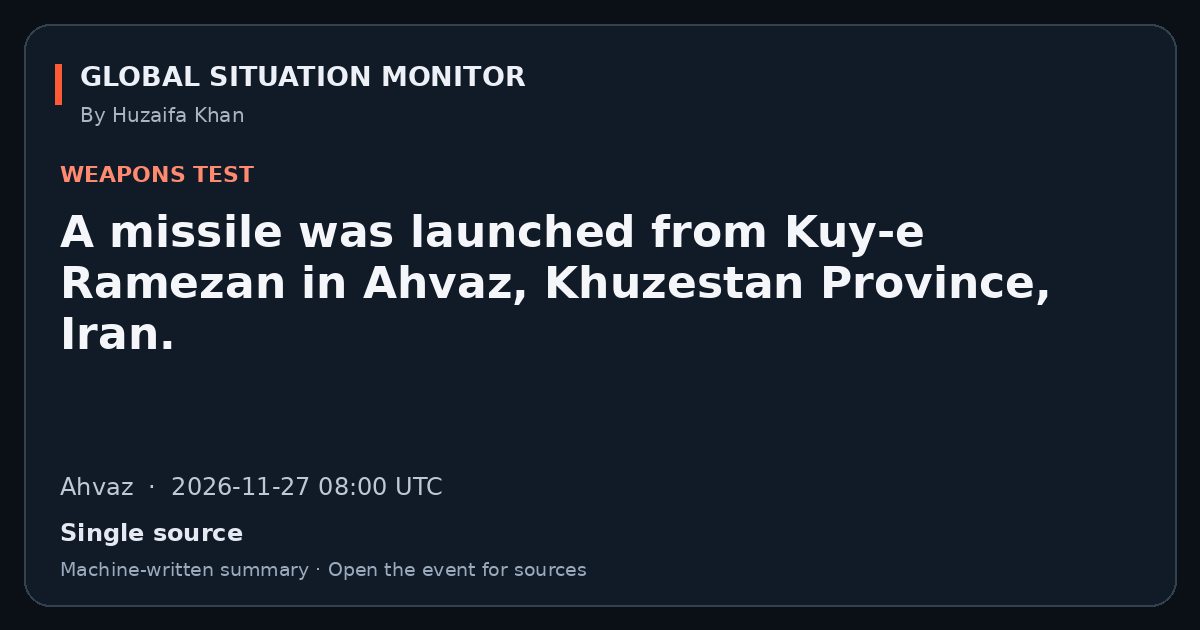 GLOBAL SITUATION MONITOR
By Huzaifa Khan
WEAPONS TEST
A missile was launched from Kuy-e
Ramezan in Ahvaz, Khuzestan Province,
Iran.
Ahvaz · 2026-11-27 08:00 UTC
Single source
Machine-written summary · Open the event for sources